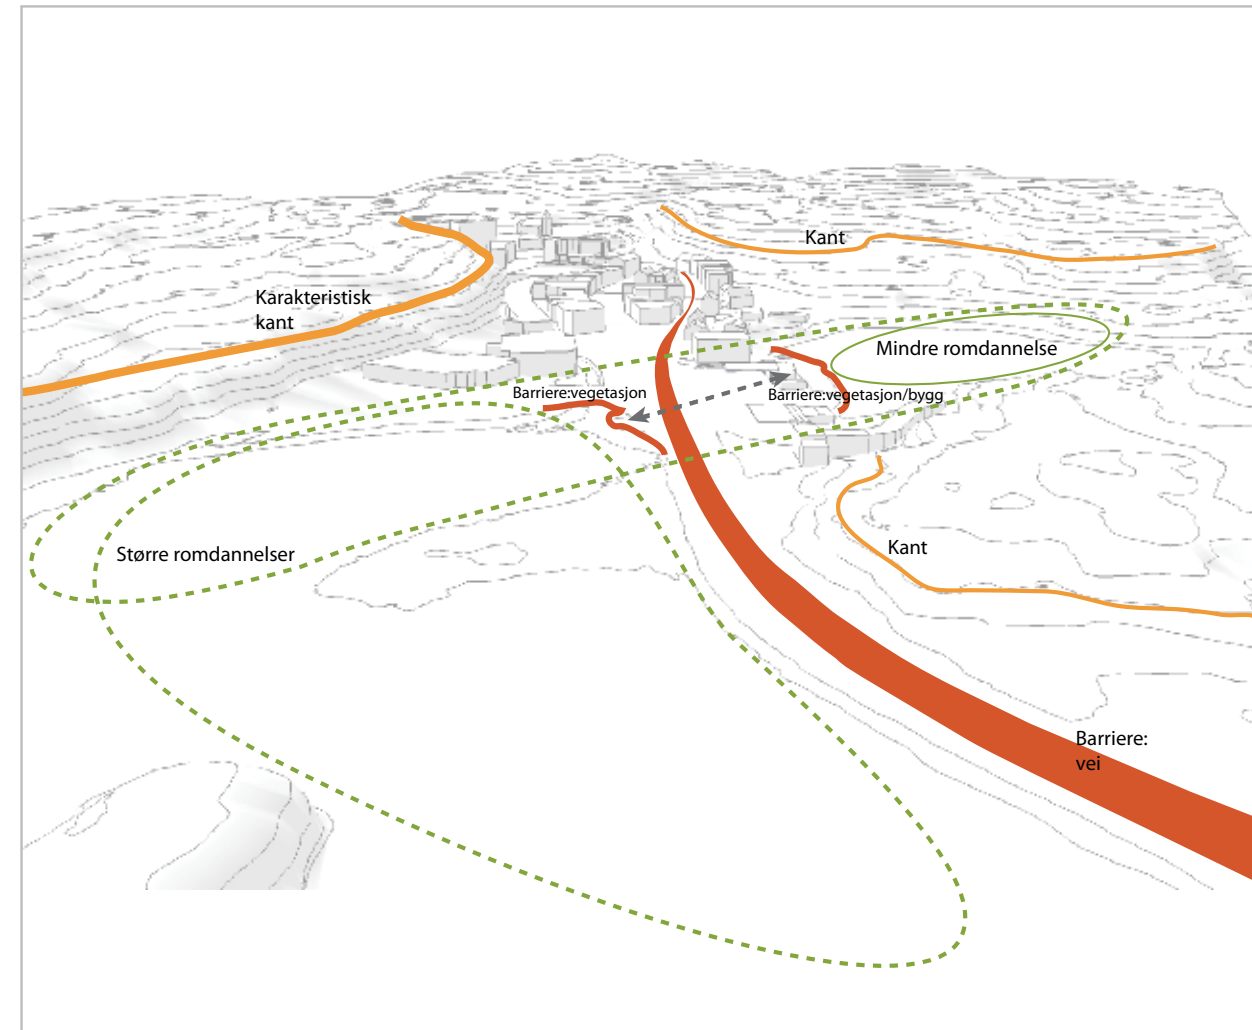 Kant
Karakteristisk
kant
Mindre romdannelse
Barriere:vegetasjon
Barriere:vegetasjon/bygg
Større romdannelser
Kant
Barriere:
vei